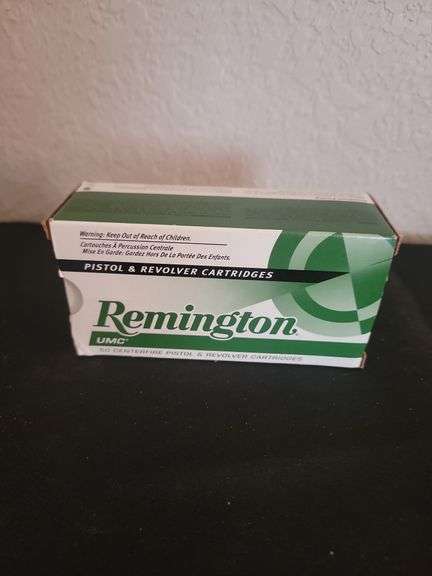 Warning: Keep Out of Reach of Children.
Cartouches À Percussion Centrale
Mise En Garde: Gardez Hors De La Portée Des Enfants.
PISTOL & REVOLVER CARTRIDGES
Remington
UMC
50 CENTERFIRE PISTOL & REVOLVER CARTRIDGES